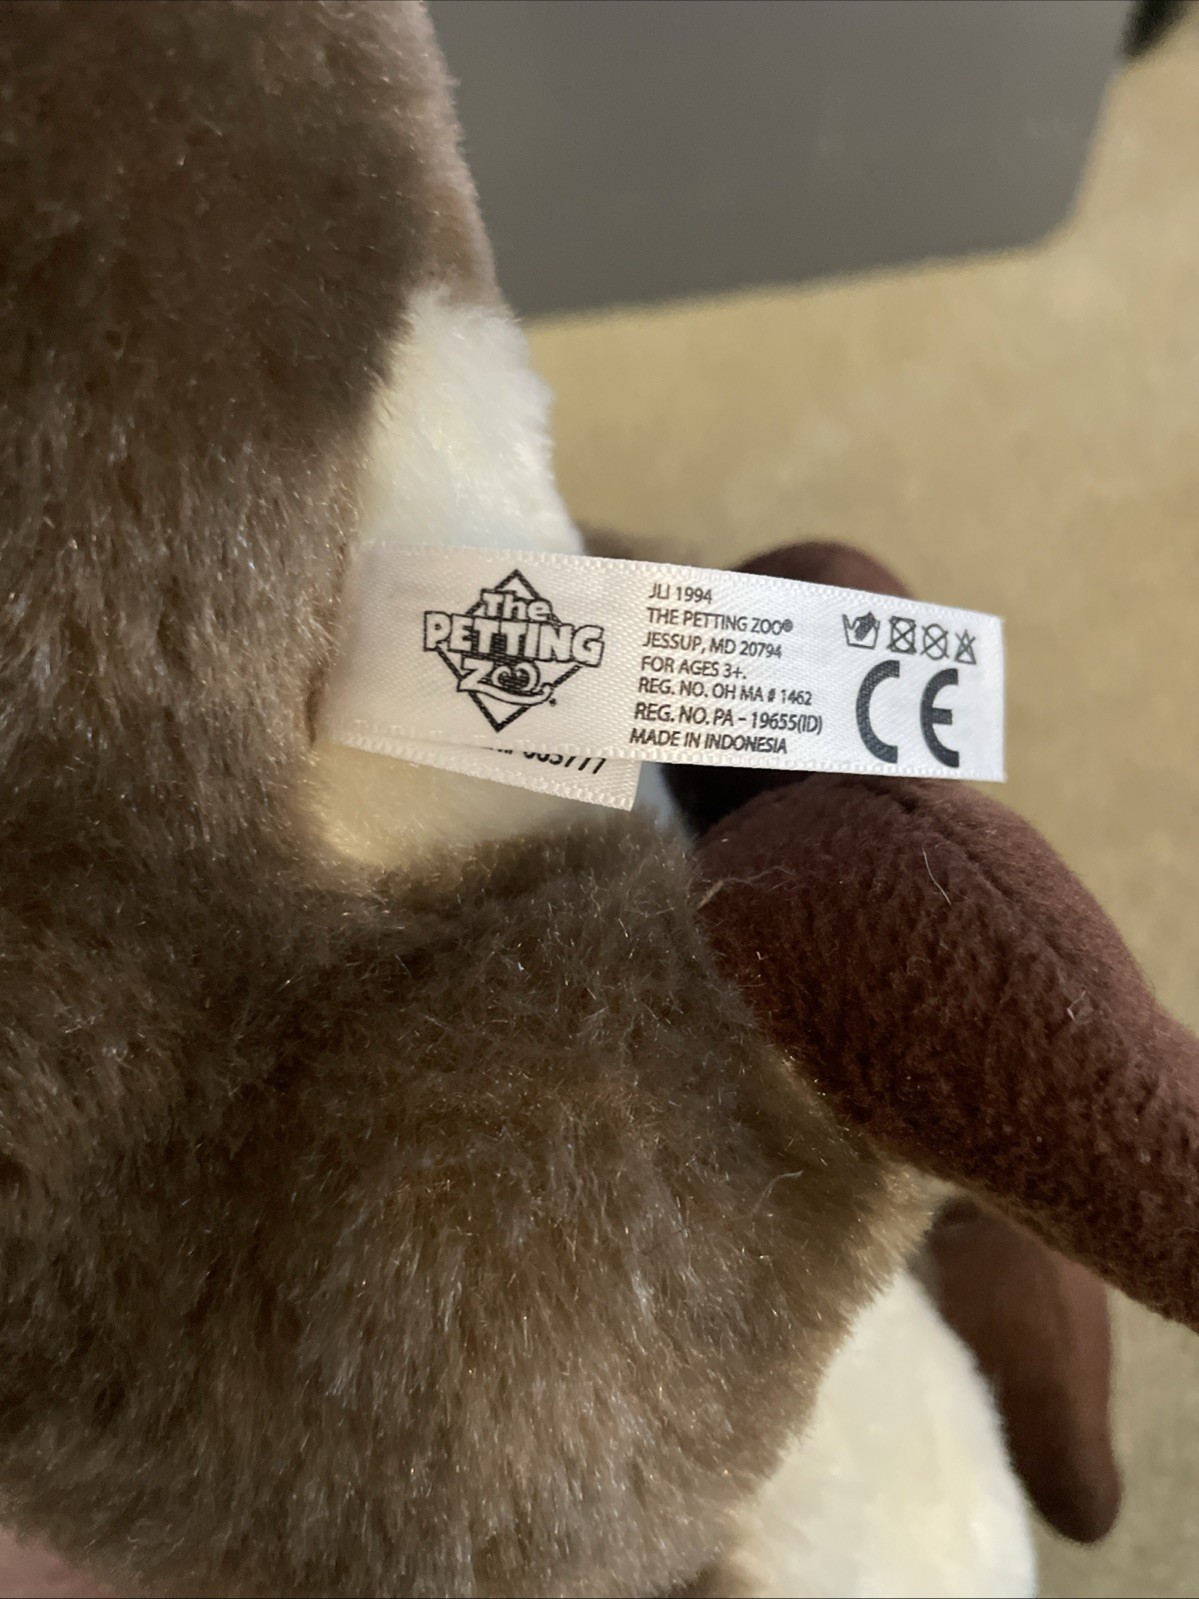 The
PETTING
ZOO®
JLI 1994
THE PETTING ZOO®
JESSUP, MD 20794
FOR AGES 3+.
REG. NO. OH MA # 1462
REG. NO. PA - 19655(ID)
MADE IN INDONESIA
CE